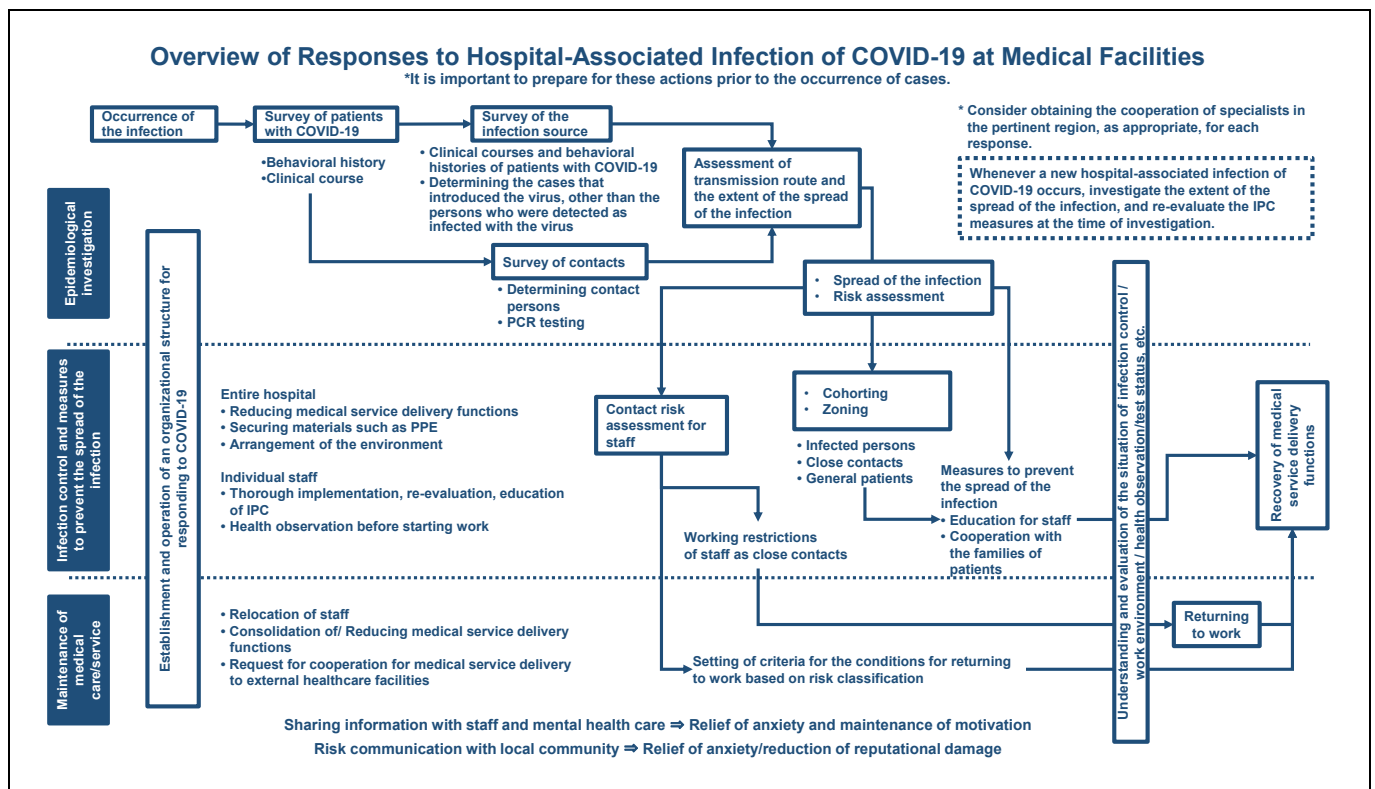 Overview of Responses to Hospital-Associated Infection of COVID-19 at Medical Facilities
*It is important to prepare for these actions prior to the occurrence of cases.
Occurrence of
the infection
Survey of patients
with COVID-19
•Behavioral history
•Clinical course
Survey of the
infection source
• Clinical courses and behavioral
histories of patients with COVID-19
• Determining the cases that
introduced the virus, other than the
persons who were detected as
infected with the virus
Survey of contacts
• Determining contact
persons
• PCR testing
Assessment of
transmission route and
the extent of the spread
of the infection
* Consider obtaining the cooperation of specialists in
the pertinent region, as appropriate, for each
response.
Whenever a new hospital-associated infection of
COVID-19 occurs, investigate the extent of the
spread of the infection, and re-evaluate the IPC
measures at the time of investigation.
• Spread of the infection
• Risk assessment
Epidemiological
investigation
Establishment and operation of an organizational structure for
responding to COVID-19
Infection control and measures
to prevent the spread of the
infection
Entire hospital
• Reducing medical service delivery functions
• Securing materials such as PPE
• Arrangement of the environment
Individual staff
• Thorough implementation, re-evaluation, education
of IPC
• Health observation before starting work
Contact risk
assessment for
staff
• Cohorting
• Zoning
• Infected persons
• Close contacts
• General patients
Measures to prevent
the spread of the
infection
• Education for staff
• Cooperation with
the families of
patients
Working restrictions
of staff as close contacts
Understanding and evaluation of the situation of infection control /
work environment / health observation/test status, etc.
Recovery of medical
service delivery
functions
Maintenance of
medical
care/service
• Relocation of staff
• Consolidation of/ Reducing medical service delivery
functions
• Request for cooperation for medical service delivery
to external healthcare facilities
Setting of criteria for the conditions for returning
to work based on risk classification
Returning
to work
Sharing information with staff and mental health care ⇒ Relief of anxiety and maintenance of motivation
Risk communication with local community ⇒ Relief of anxiety/reduction of reputational damage